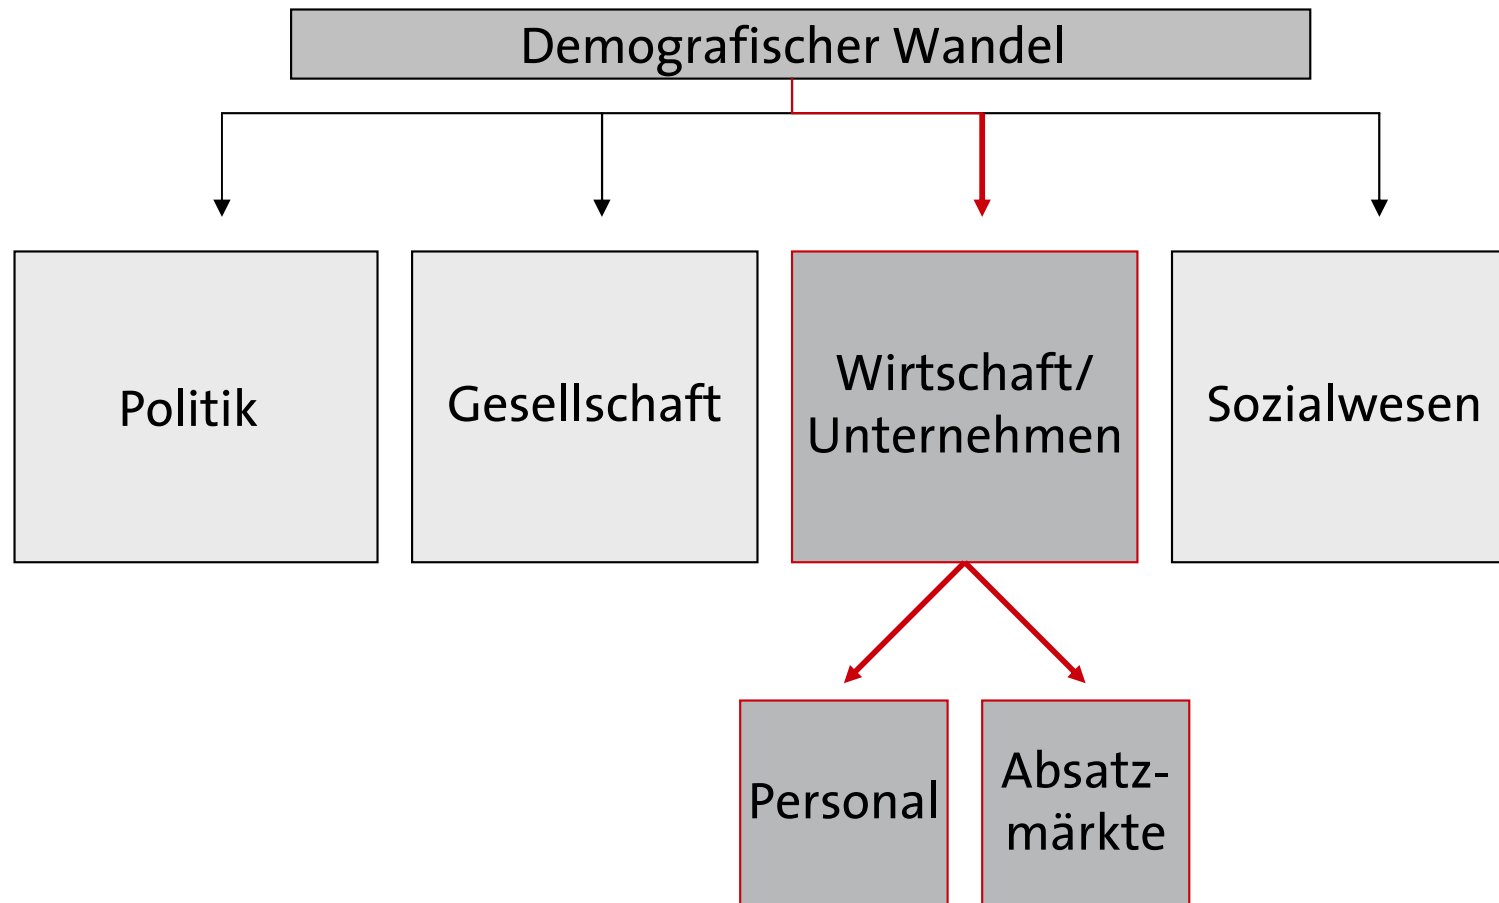 Demografischer Wandel
Politik
Gesellschaft
Wirtschaft/
Unternehmen
Sozialwesen
Personal
Absatz-
märkte